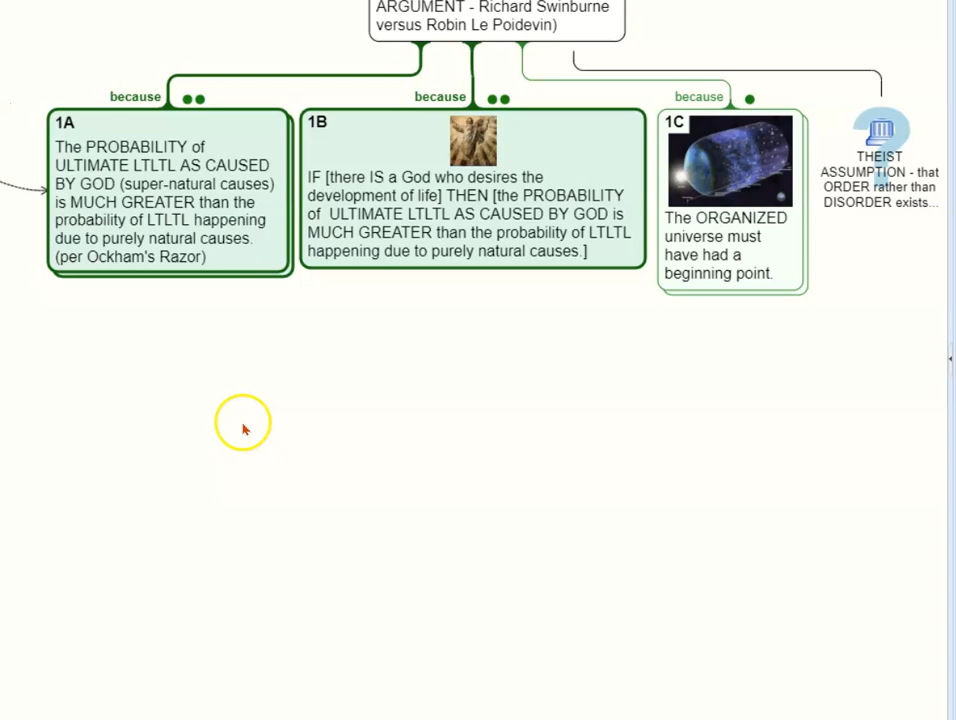 ARGUMENT - Richard Swinburne
versus Robin Le Poidevin)
because
because
because
1A
The PROBABILITY of
ULTIMATE LTLTL AS CAUSED
BY GOD (super-natural causes)
is MUCH GREATER than the
probability of LTLTL happening
due to purely natural causes.
(per Ockham's Razor)
1B
IF [there IS a God who desires the
development of life] THEN [the PROBABILITY
of ULTIMATE LTLTL AS CAUSED BY GOD is
MUCH GREATER than the probability of LTLTL
happening due to purely natural causes.]
1C
The ORGANIZED
universe must
have had a
beginning point.
?
THEIST
ASSUMPTION - that
ORDER rather than
DISORDER exists...